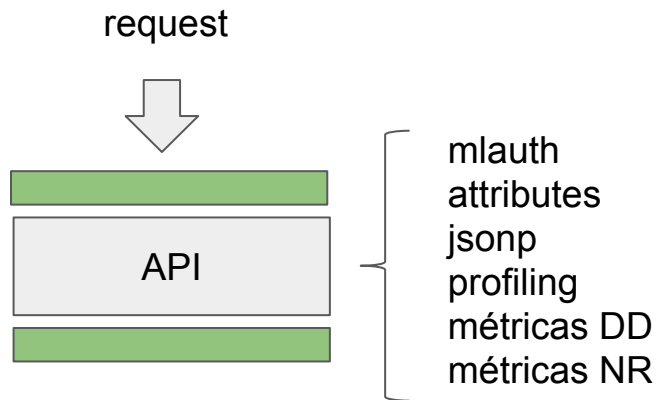 request
API
mlauth
attributes
jsonp
profiling
métricas DD
métricas NR